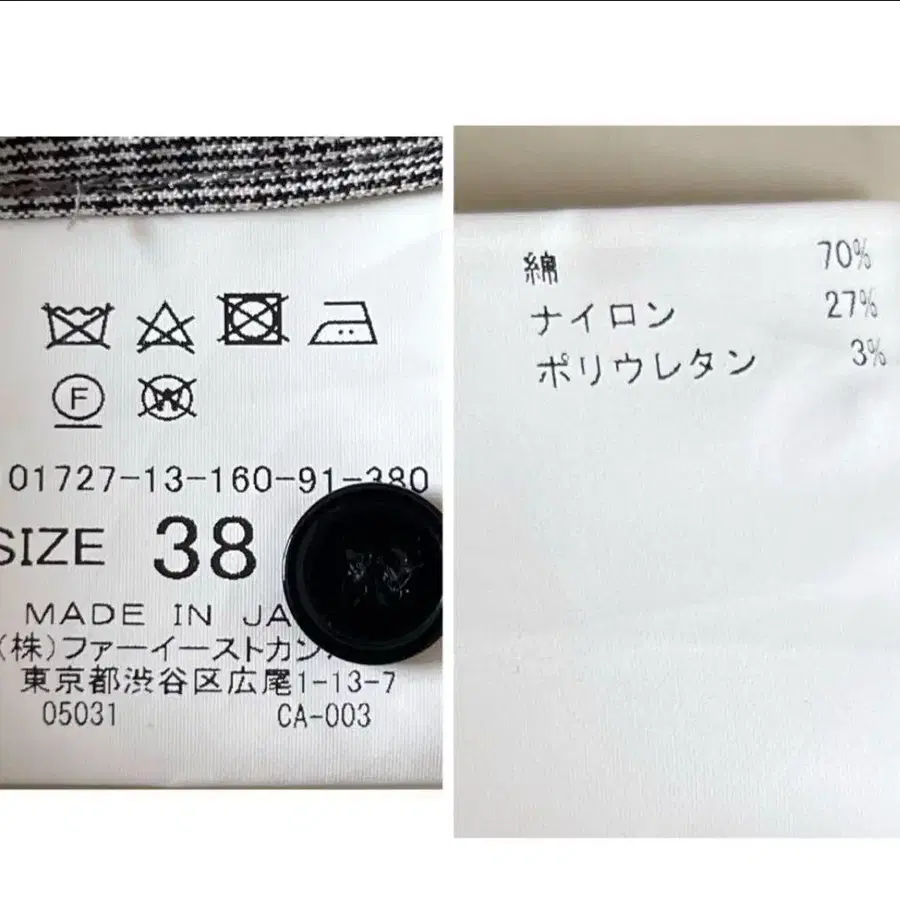 F
W
01727-13-160-91-380
SIZE 38
MADE IN JA
(株)ファーイーストカン
東京都渋谷区広尾1-13-7
05031 CA-003
綿 70%
ナイロン 27%
ポリウレタン 3%